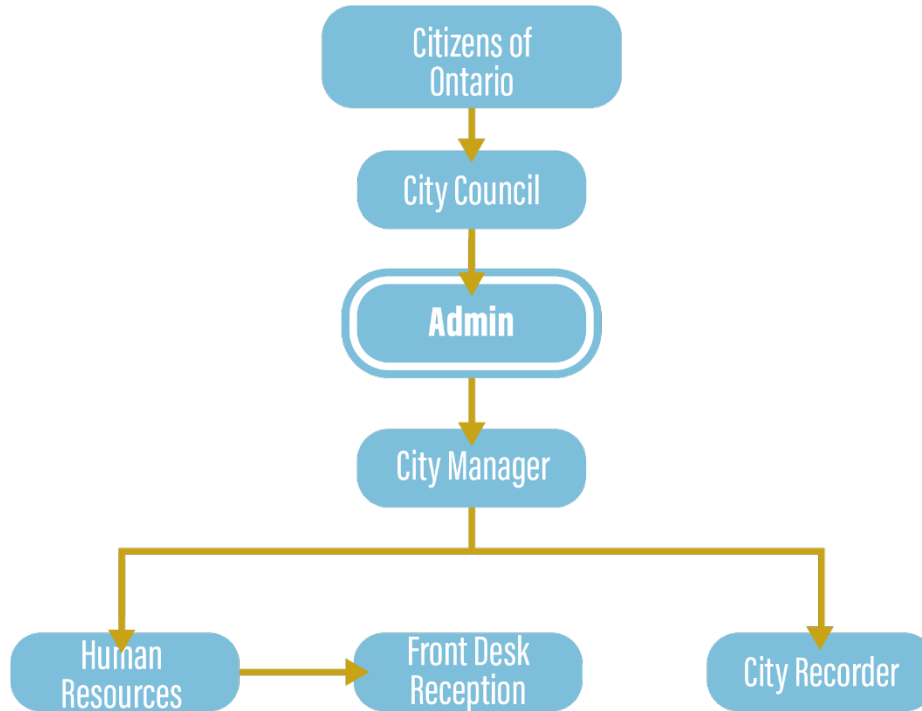 Citizens of
Ontario
City Council
Admin
City Manager
Human
Resources
Front Desk
Reception
City Recorder